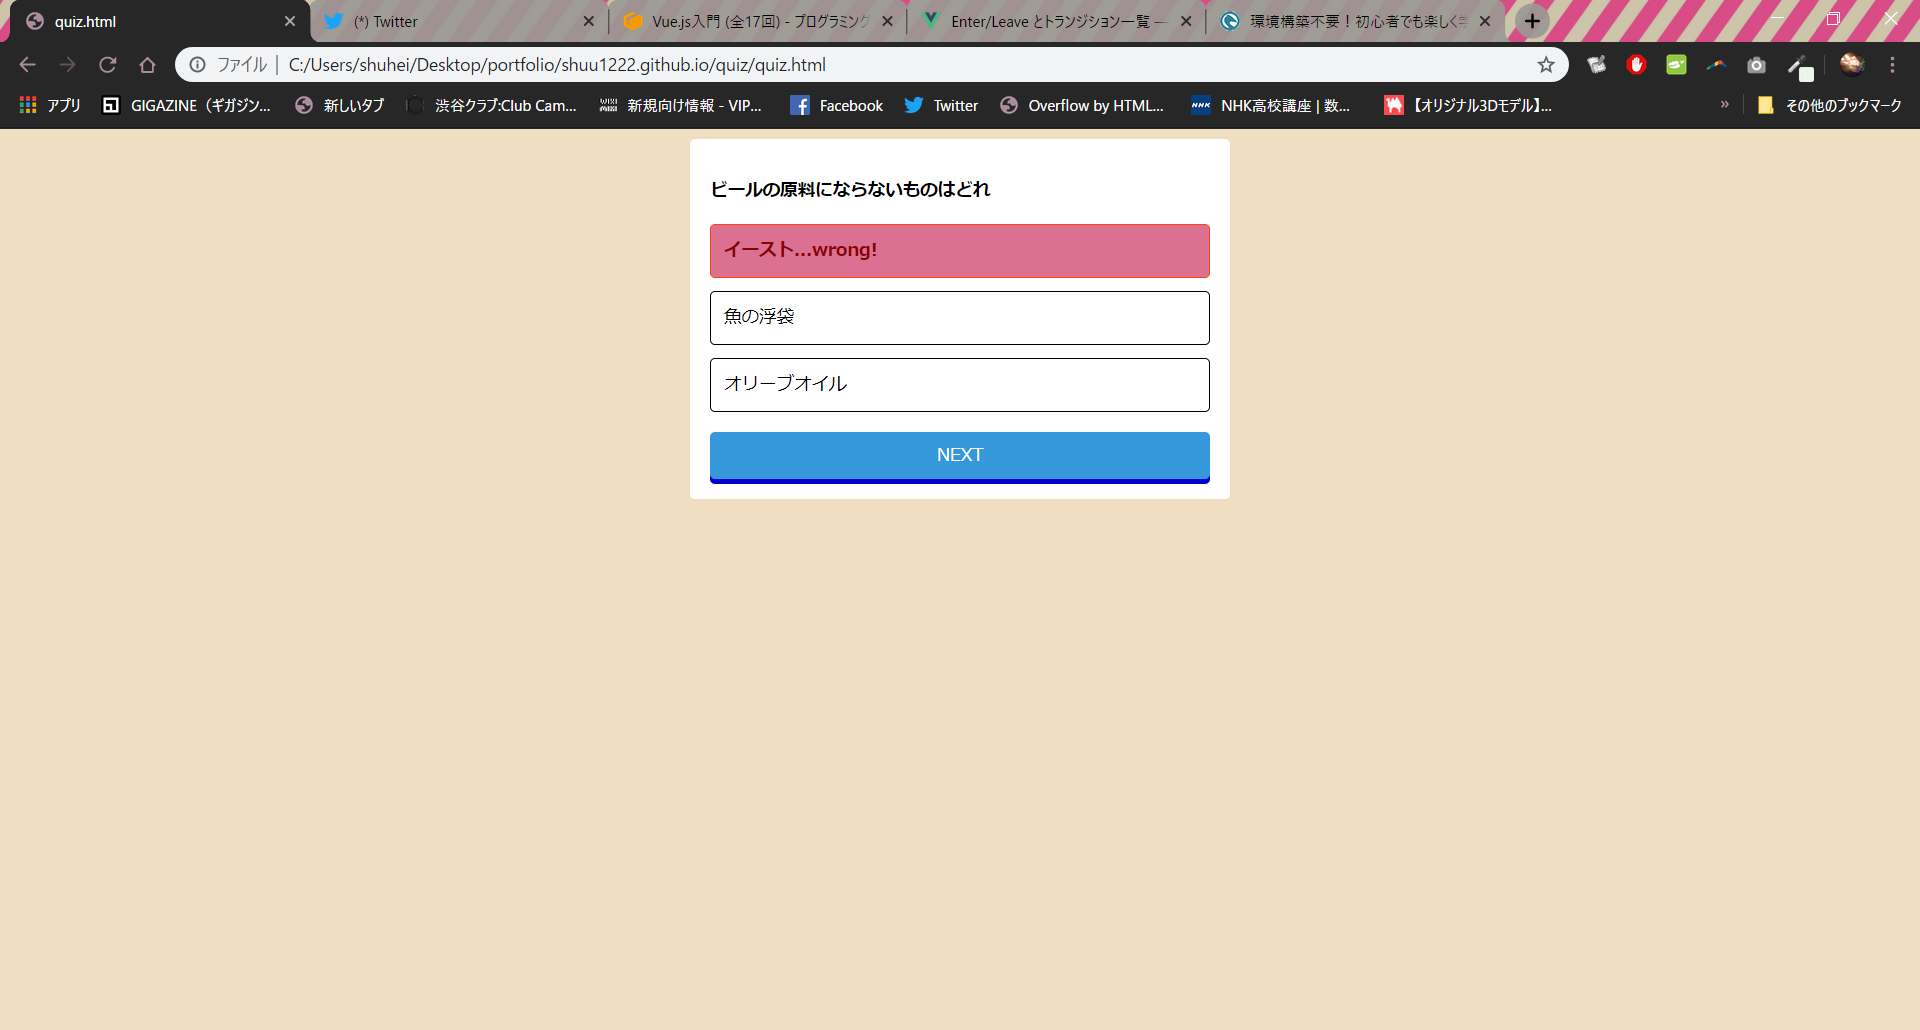 quiz.html
(*) Twitter
Vue.js入門 (全17回) - プログラミング
Enter/Leave とトランジション一覧 —
環境構築不要！初心者でも楽しく学
ファイル
C:/Users/shuhei/Desktop/portfolio/shuu1222.github.io/quiz/quiz.html
アプリ
GIGAZINE（ギガジン...
新しいタブ
渋谷クラブ:Club Cam...
新規向け情報 - VIP...
Facebook
Twitter
Overflow by HTML...
NHK高校講座 | 数...
【オリジナル3Dモデル】...
»
その他のブックマーク
ビールの原料にならないものはどれ
イースト...wrong!
魚の浮袋
オリーブオイル
NEXT